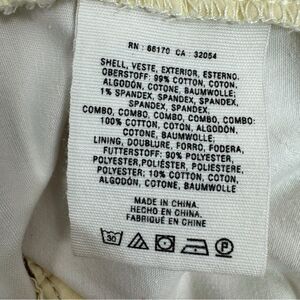 RN : 66170 CA : 32054
SHELL, VESTE, EXTERIOR, ESTERNO,
OBERSTOFF: 99% COTTON, COTON,
ALGODÓN, COTONE, BAUMWOLLE;
1% SPANDEX, SPANDEX, SPANDEX,
SPANDEX, SPANDEX
COMBO, COMBO, COMBO, COMBO, COMBO:
100% COTTON, COTON, ALGODÓN,
COTONE, BAUMWOLLE;
LINING, DOUBLURE, FORRO, FODERA,
FUTTERSTOFF: 90% POLYESTER,
POLYESTER,POLIÉSTER, POLIESTERE,
POLYESTER; 10% COTTON, COTON,
ALGODÓN, COTONE, BAUMWOLLE
MADE IN CHINA.
HECHO EN CHINA.
FABRIQUÉ EN CHINE
30
P